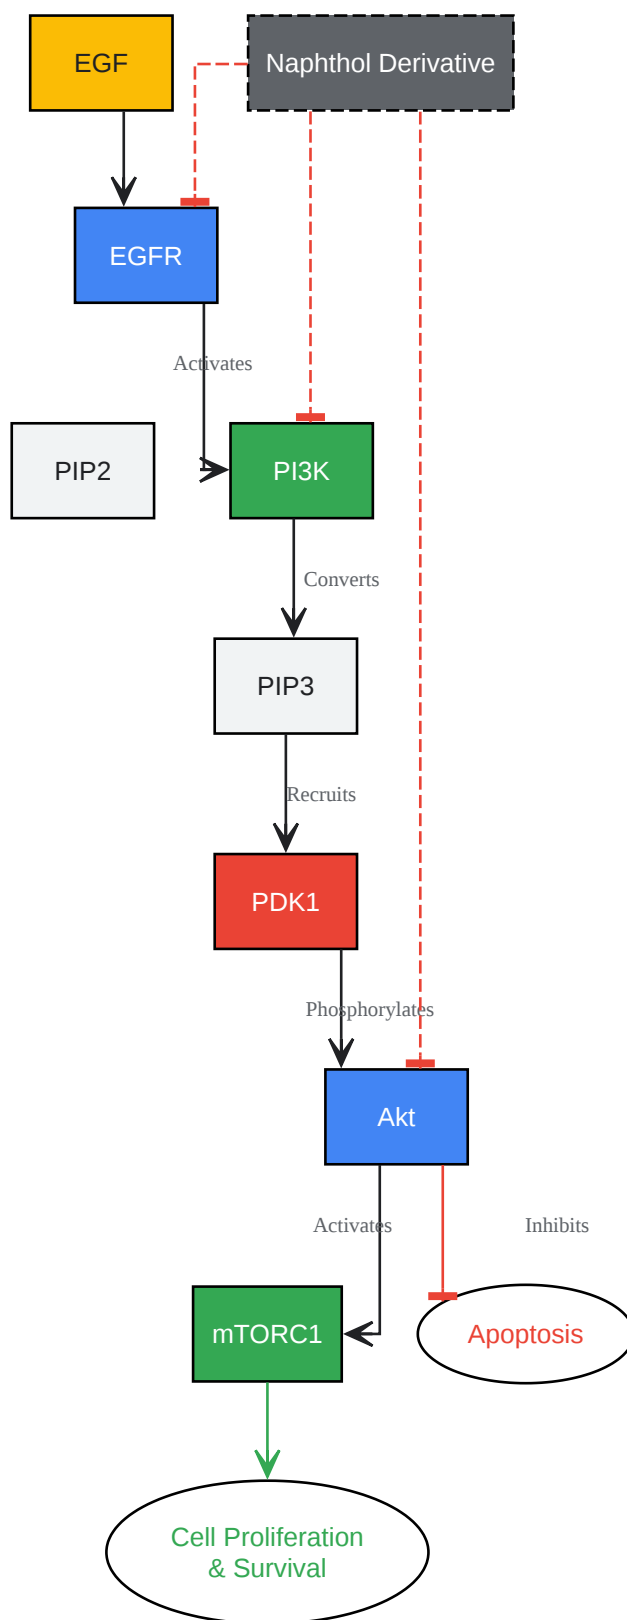 EGF
Naphthol Derivative
EGFR
Activates
PIP2
PI3K
Converts
PIP3
Recruits
PDK1
Phosphorylates
Akt
Activates
Inhibits
mTORC1
Apoptosis
Cell Proliferation
& Survival